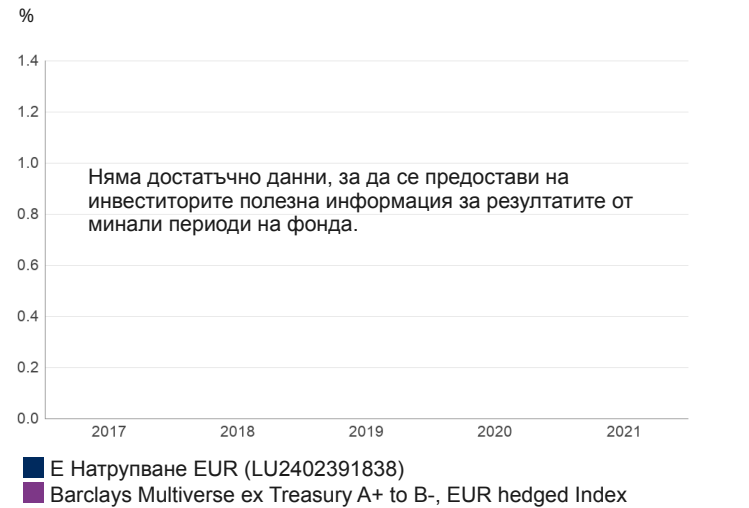 %
1.4
1.2
1.0
Няма достатъчно данни, за да се предостави на
инвеститорите полезна информация за резултатите от
0.8
минали периоди на фонда.
0.6
0.4
0.2
0.0
2017 2018 2019 2020 2021
E Натрупване EUR (LU2402391838)
Barclays Multiverse ex Treasury A+ to B-, EUR hedged Index